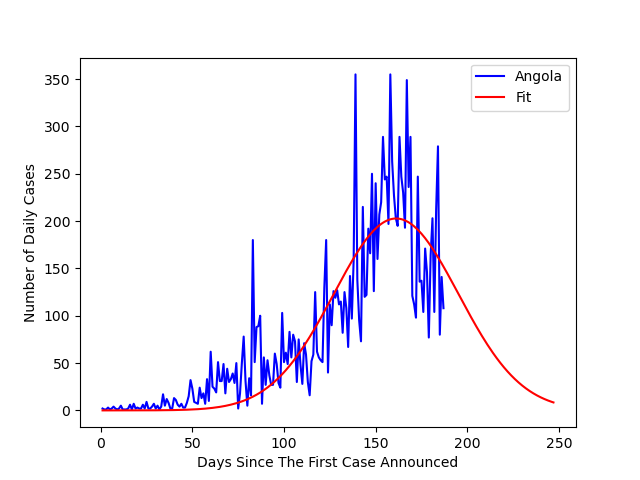 Angola
Fit
350
300
250
200
150
100
50
0
Number of Daily Cases
0 50 100 150 200 250
Days Since The First Case Announced